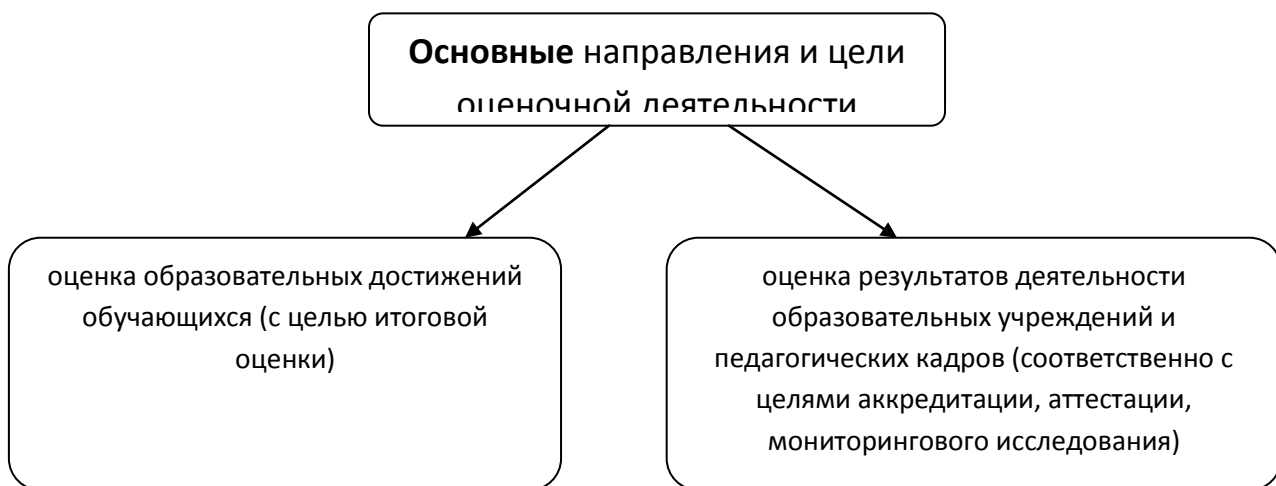 Основные направления и цели
оценочной деятельности
оценка образовательных достижений
обучающихся (с целью итоговой
оценки)
оценка результатов деятельности
образовательных учреждений и
педагогических кадров (соответственно с
целями аккредитации, аттестации,
мониторингового исследования)